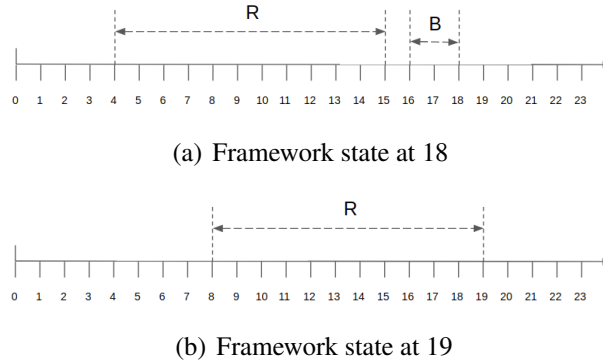 R
B
0 1 2 3 4 5 6 7 8 9 10 11 12 13 14 15 16 17 18 19 20 21 22 23
(a) Framework state at 18
R
0 1 2 3 4 5 6 7 8 9 10 11 12 13 14 15 16 17 18 19 20 21 22 23
(b) Framework state at 19